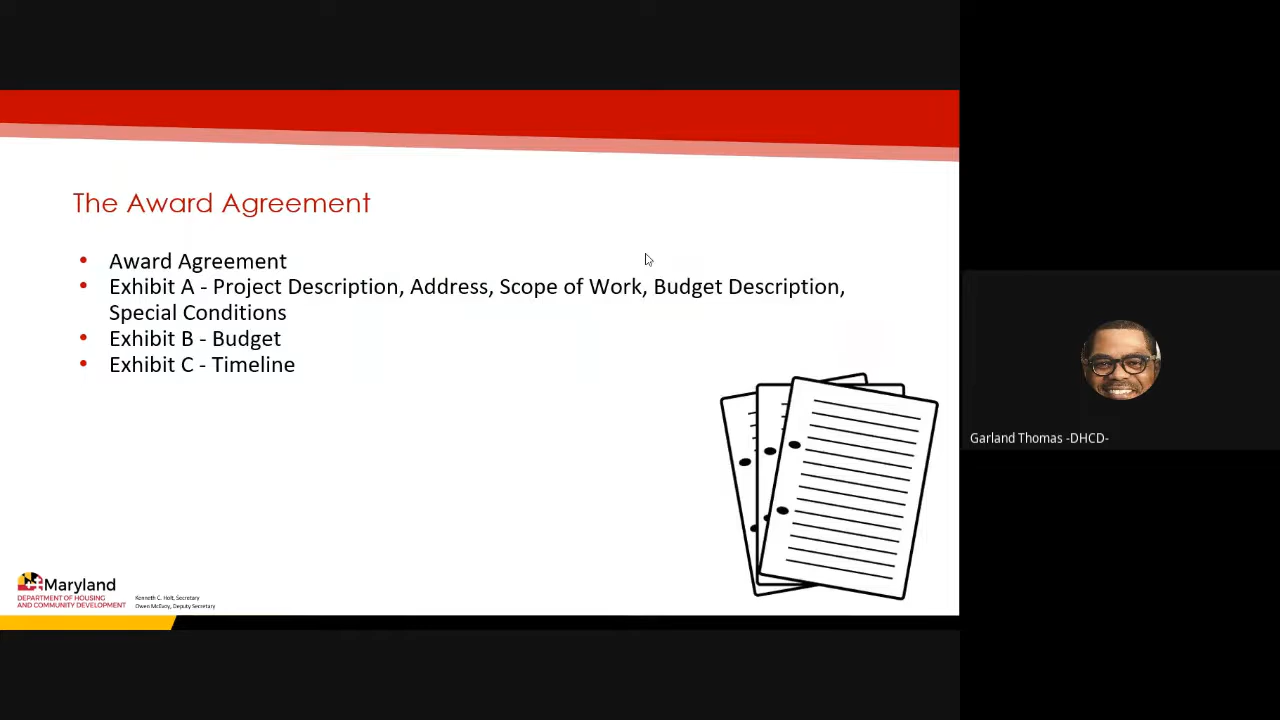 The Award Agreement
• Award Agreement
• Exhibit A - Project Description, Address, Scope of Work, Budget Description,
Special Conditions
• Exhibit B - Budget
• Exhibit C - Timeline
Garland Thomas -DHCD-
Maryland
DEPARTMENT OF HOUSING
AND COMMUNITY DEVELOPMENT
Kenneth C. Holt, Secretary
Owen McEvoy, Deputy Secretary